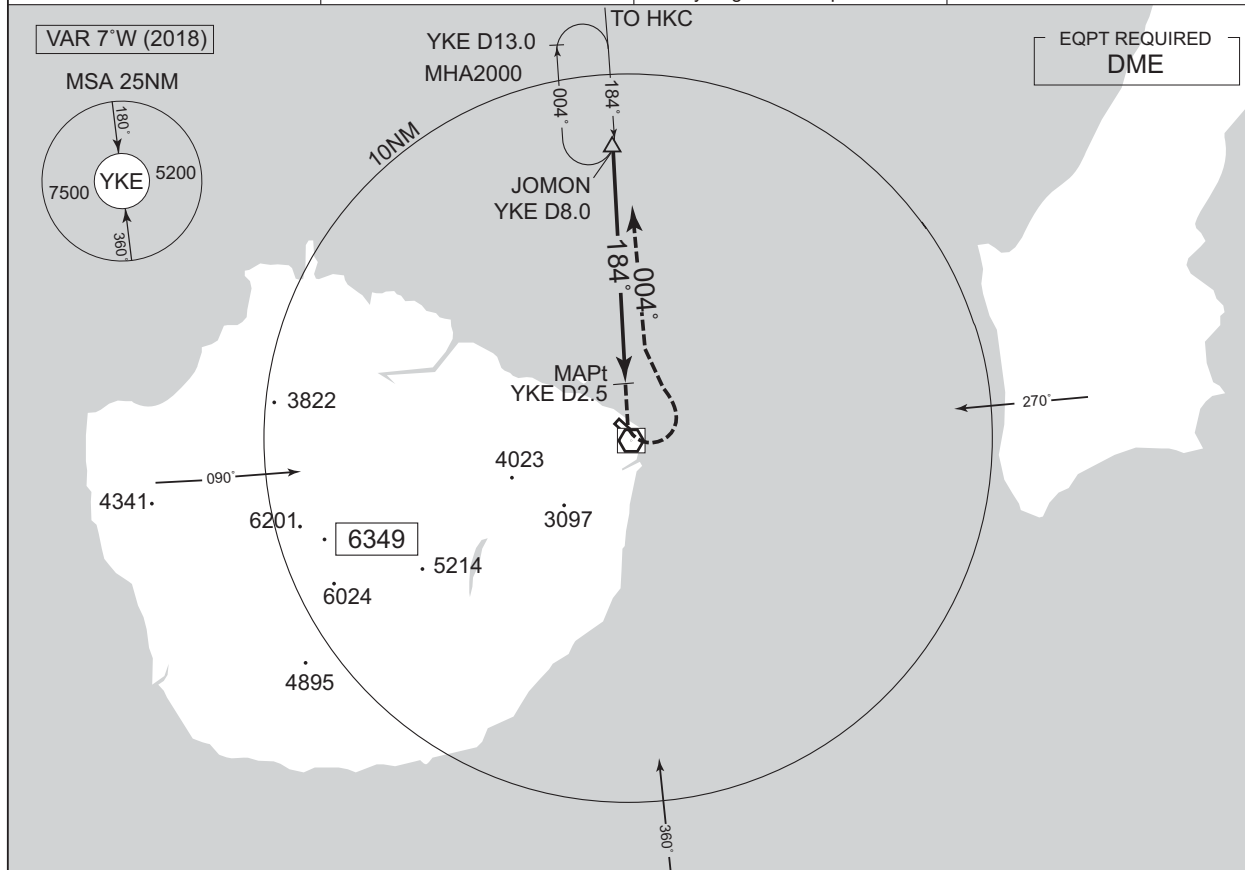 TO HKC
VAR 7°W (2018)
YKE D13.0
MHA2000
EQPT REQUIRED
DME
MSA 25NM
180°
7500
YKE
5200
360°
10NM
004°
184°
JOMON
YKE D8.0
184°
004°
MAPt
YKE D2.5
3822
270°
4023
090°
4341
3097
6201
6349
5214
6024
4895
360°